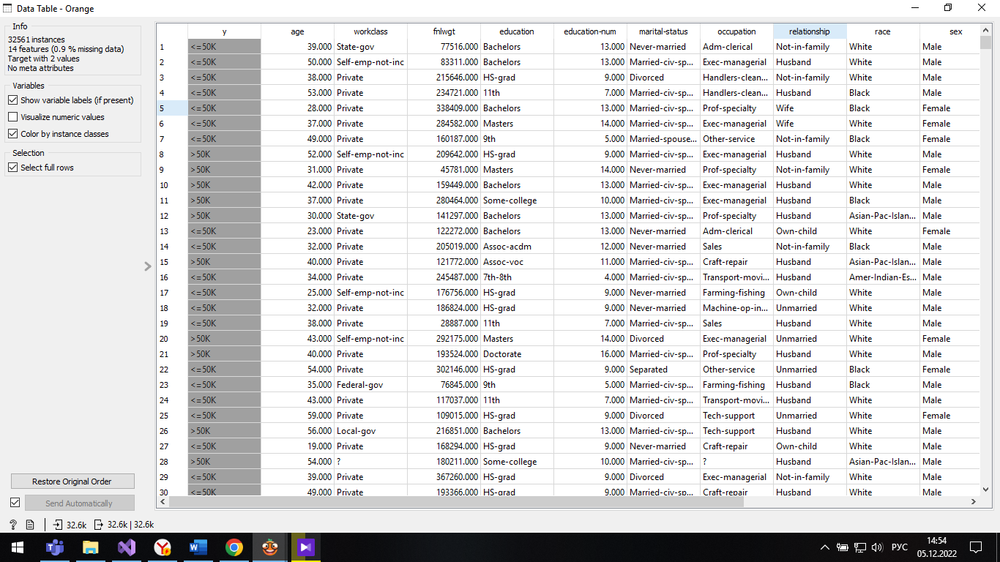 Data Table - Orange
Info
32561 instances
14 features (0.9 % missing data)
Target with 2 values
No meta attributes
Variables
Show variable labels (if present)
Visualize numeric values
Color by instance classes
Selection
Select full rows
Restore Original Order
Send Automatically
y age workclass fnlwgt education education-num marital-status occupation relationship race sex
1 <=50K 39.000 State-gov 77516.000 Bachelors 13.000 Never-married Adm-clerical Not-in-family White Male
2 <=50K 50.000 Self-emp-not-inc 83311.000 Bachelors 13.000 Married-civ-sp... Exec-managerial Husband White Male
3 <=50K 38.000 Private 215646.000 HS-grad 9.000 Divorced Handlers-clean... Not-in-family White Male
4 <=50K 53.000 Private 234721.000 11th 7.000 Married-civ-sp... Handlers-clean... Husband Black Male
5 <=50K 28.000 Private 338409.000 Bachelors 13.000 Married-civ-sp... Prof-specialty Wife Black Female
6 <=50K 37.000 Private 284582.000 Masters 14.000 Married-civ-sp... Exec-managerial Wife White Female
7 <=50K 49.000 Private 160187.000 9th 5.000 Married-spouse... Other-service Not-in-family Black Female
8 >50K 52.000 Self-emp-not-inc 209642.000 HS-grad 9.000 Married-civ-sp... Exec-managerial Husband White Male
9 >50K 31.000 Private 45781.000 Masters 14.000 Never-married Prof-specialty Not-in-family White Female
10 >50K 42.000 Private 159449.000 Bachelors 13.000 Married-civ-sp... Exec-managerial Husband White Male
11 >50K 37.000 Private 280464.000 Some-college 10.000 Married-civ-sp... Exec-managerial Husband Black Male
12 >50K 30.000 State-gov 141297.000 Bachelors 13.000 Married-civ-sp... Prof-specialty Husband Asian-Pac-Islan... Male
13 <=50K 23.000 Private 122272.000 Bachelors 13.000 Never-married Adm-clerical Own-child White Female
14 <=50K 32.000 Private 205019.000 Assoc-acdm 12.000 Never-married Sales Not-in-family Black Male
15 >50K 40.000 Private 121772.000 Assoc-voc 11.000 Married-civ-sp... Craft-repair Husband Asian-Pac-Islan... Male
16 <=50K 34.000 Private 245487.000 7th-8th 4.000 Married-civ-sp... Transport-movi... Husband Amer-Indian-Es... Male
17 <=50K 25.000 Self-emp-not-inc 176756.000 HS-grad 9.000 Never-married Farming-fishing Own-child White Male
18 <=50K 32.000 Private 186824.000 HS-grad 9.000 Never-married Machine-op-in... Unmarried White Male
19 <=50K 38.000 Private 28887.000 11th 7.000 Married-civ-sp... Sales Husband White Male
20 >50K 43.000 Self-emp-not-inc 292175.000 Masters 14.000 Divorced Exec-managerial Unmarried White Female
21 >50K 40.000 Private 193524.000 Doctorate 16.000 Married-civ-sp... Prof-specialty Husband White Male
22 <=50K 54.000 Private 302146.000 HS-grad 9.000 Separated Other-service Unmarried Black Female
23 <=50K 35.000 Federal-gov 76845.000 9th 5.000 Married-civ-sp... Farming-fishing Husband Black Male
24 <=50K 43.000 Private 117037.000 11th 7.000 Married-civ-sp... Transport-movi... Husband White Male
25 <=50K 59.000 Private 109015.000 HS-grad 9.000 Divorced Tech-support Unmarried White Female
26 >50K 56.000 Local-gov 216851.000 Bachelors 13.000 Married-civ-sp... Tech-support Husband White Male
27 <=50K 19.000 Private 168294.000 HS-grad 9.000 Never-married Craft-repair Own-child White Male
28 >50K 54.000 ? 180211.000 Some-college 10.000 Married-civ-sp... ? Husband Asian-Pac-Islan... Male
29 <=50K 39.000 Private 367260.000 HS-grad 9.000 Divorced Exec-managerial Not-in-family White Male
30 <=50K 49.000 Private 193366.000 HS-grad 9.000 Married-civ-sp... Craft-repair Husband White Male
? 32.6k 32.6k | 32.6k
РУС
14:54
05.12.2022